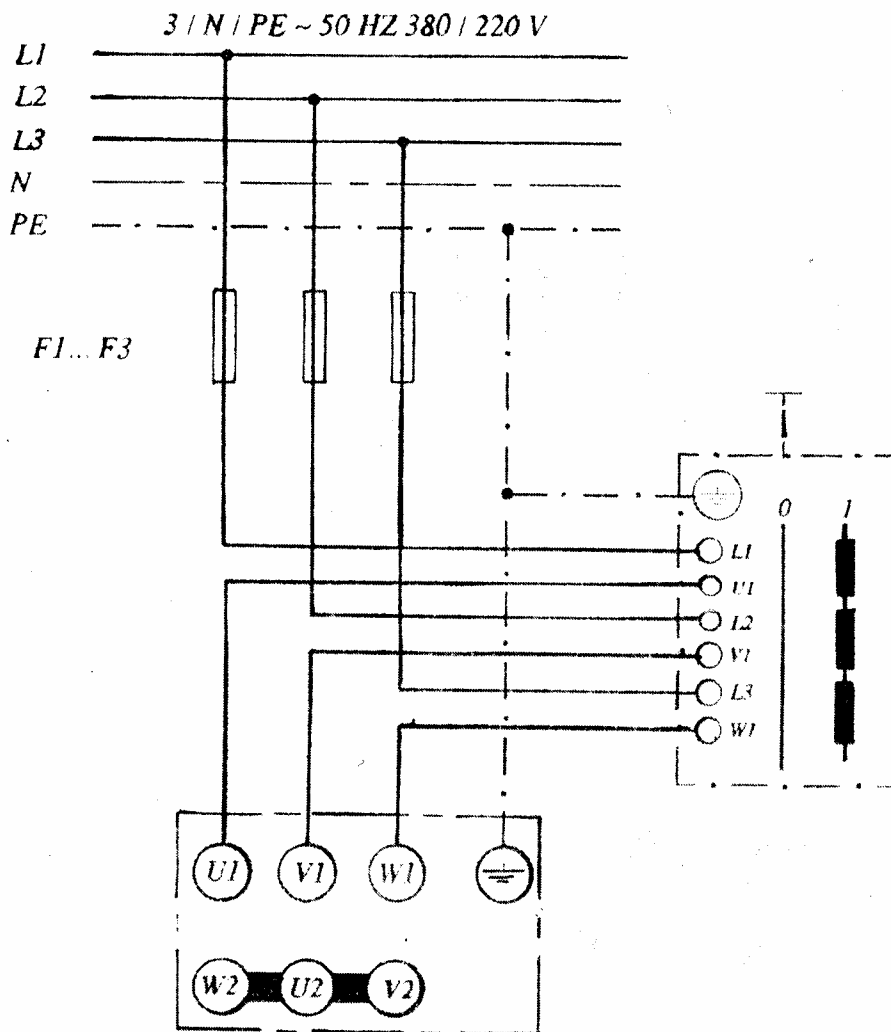 3 / N / PE ~ 50 HZ 380 / 220 V
L1
L2
L3
N
PE
F1... F3
0 1
L1
U1
L2
V1
L3
W1
U1 V1 W1
W2 U2 V2